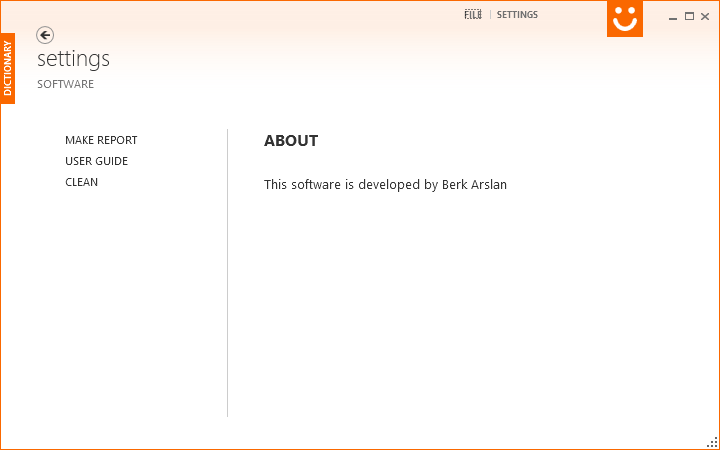 FILE
SETTINGS
DICTIONARY
settings
SOFTWARE
MAKE REPORT
USER GUIDE
CLEAN
ABOUT
This software is developed by Berk Arslan